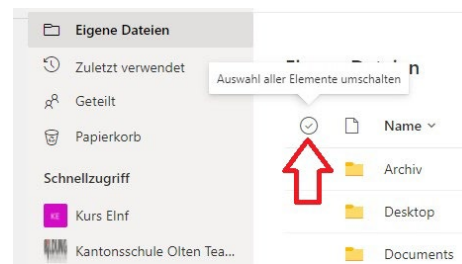 Eigene Dateien
Zuletzt verwendet
Geteilt
Papierkorb
Schnellzugriff
KE Kurs EInf
Kantonsschule Olten Tea...
Auswahl aller Elemente umschalten
Name
Archiv
Desktop
Documents